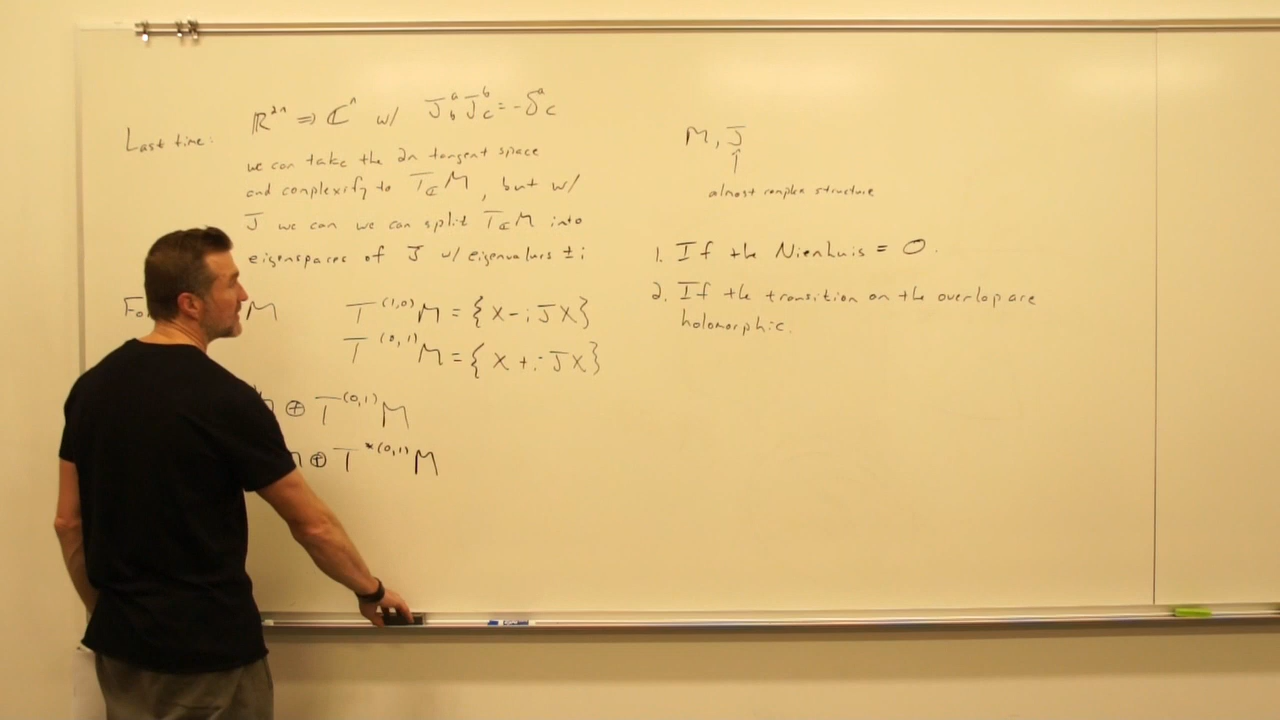 Last time: ℝ²ⁿ ⇒ ℂⁿ w/ J^a_b J^b_c = -δ^a_c
we can take the 2n tangent space
and complexify to T_ℂM, but w/
J we can we can split T_ℂM into
eigenspaces of J w/ eigenvalues ±i
M
T^(1,0)M = {X - iJX}
T^(0,1)M = {X + iJX}
⊕ T^(0,1)M
⊕ T^*(0,1)M
M, J
↑
almost complex structure
1. If the Nienhuis = 0.
2. If the transition on the overlap are
holomorphic.